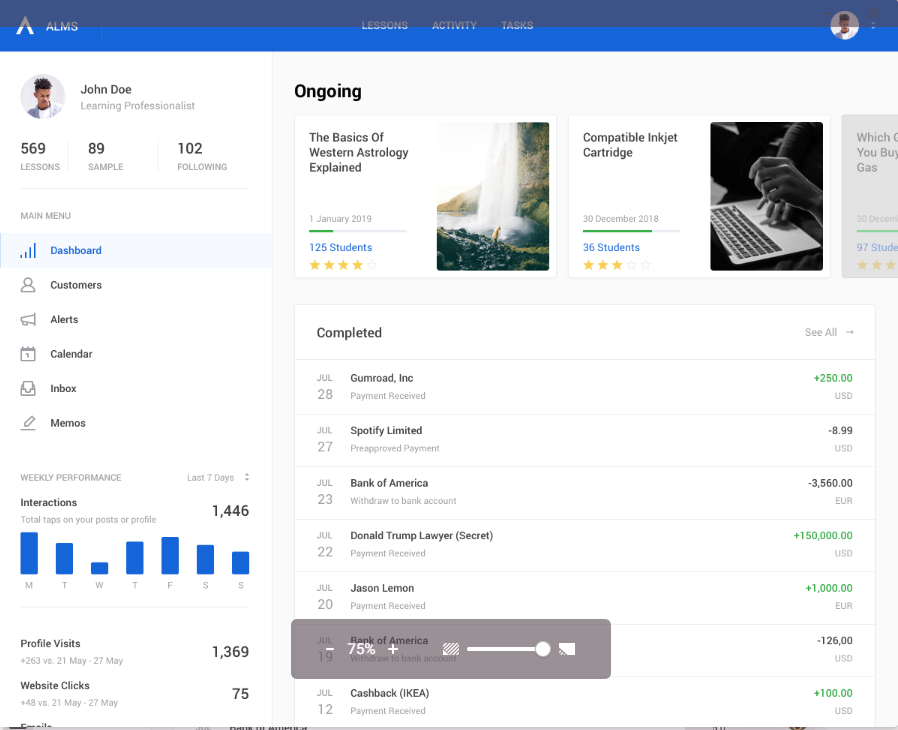 ALMS
LESSONS
ACTIVITY
TASKS
John Doe
Learning Professionalist
569
LESSONS
89
SAMPLE
102
FOLLOWING
MAIN MENU
Dashboard
Customers
Alerts
1
Calendar
Inbox
Memos
WEEKLY PERFORMANCE
Last 7 Days
Interactions
Total taps on your posts or profile
1,446
M T W T F S S
Profile Visits
+263 vs. 21 May - 27 May
1,369
Website Clicks
+48 vs. 21 May - 27 May
75
Emails
Ongoing
The Basics Of
Western Astrology
Explained
1 January 2019
125 Students
Compatible Inkjet
Cartridge
30 December 2018
36 Students
Which
You Buy
Gas
30 Decem
97 Stude
Completed
See All →
JUL
28
Gumroad, Inc
Payment Received
+250.00
USD
JUL
27
Spotify Limited
Preapproved Payment
-8.99
USD
JUL
23
Bank of America
Withdraw to bank account
-3,560.00
EUR
JUL
22
Donald Trump Lawyer (Secret)
Payment Received
+150,000.00
USD
JUL
20
Jason Lemon
Payment Received
+1,000.00
EUR
JUL
19
Bank of America
Withdraw to bank account
-126,00
USD
− 75% +
JUL
12
Cashback (IKEA)
Payment Received
+100.00
USD
JUL
Bank of America